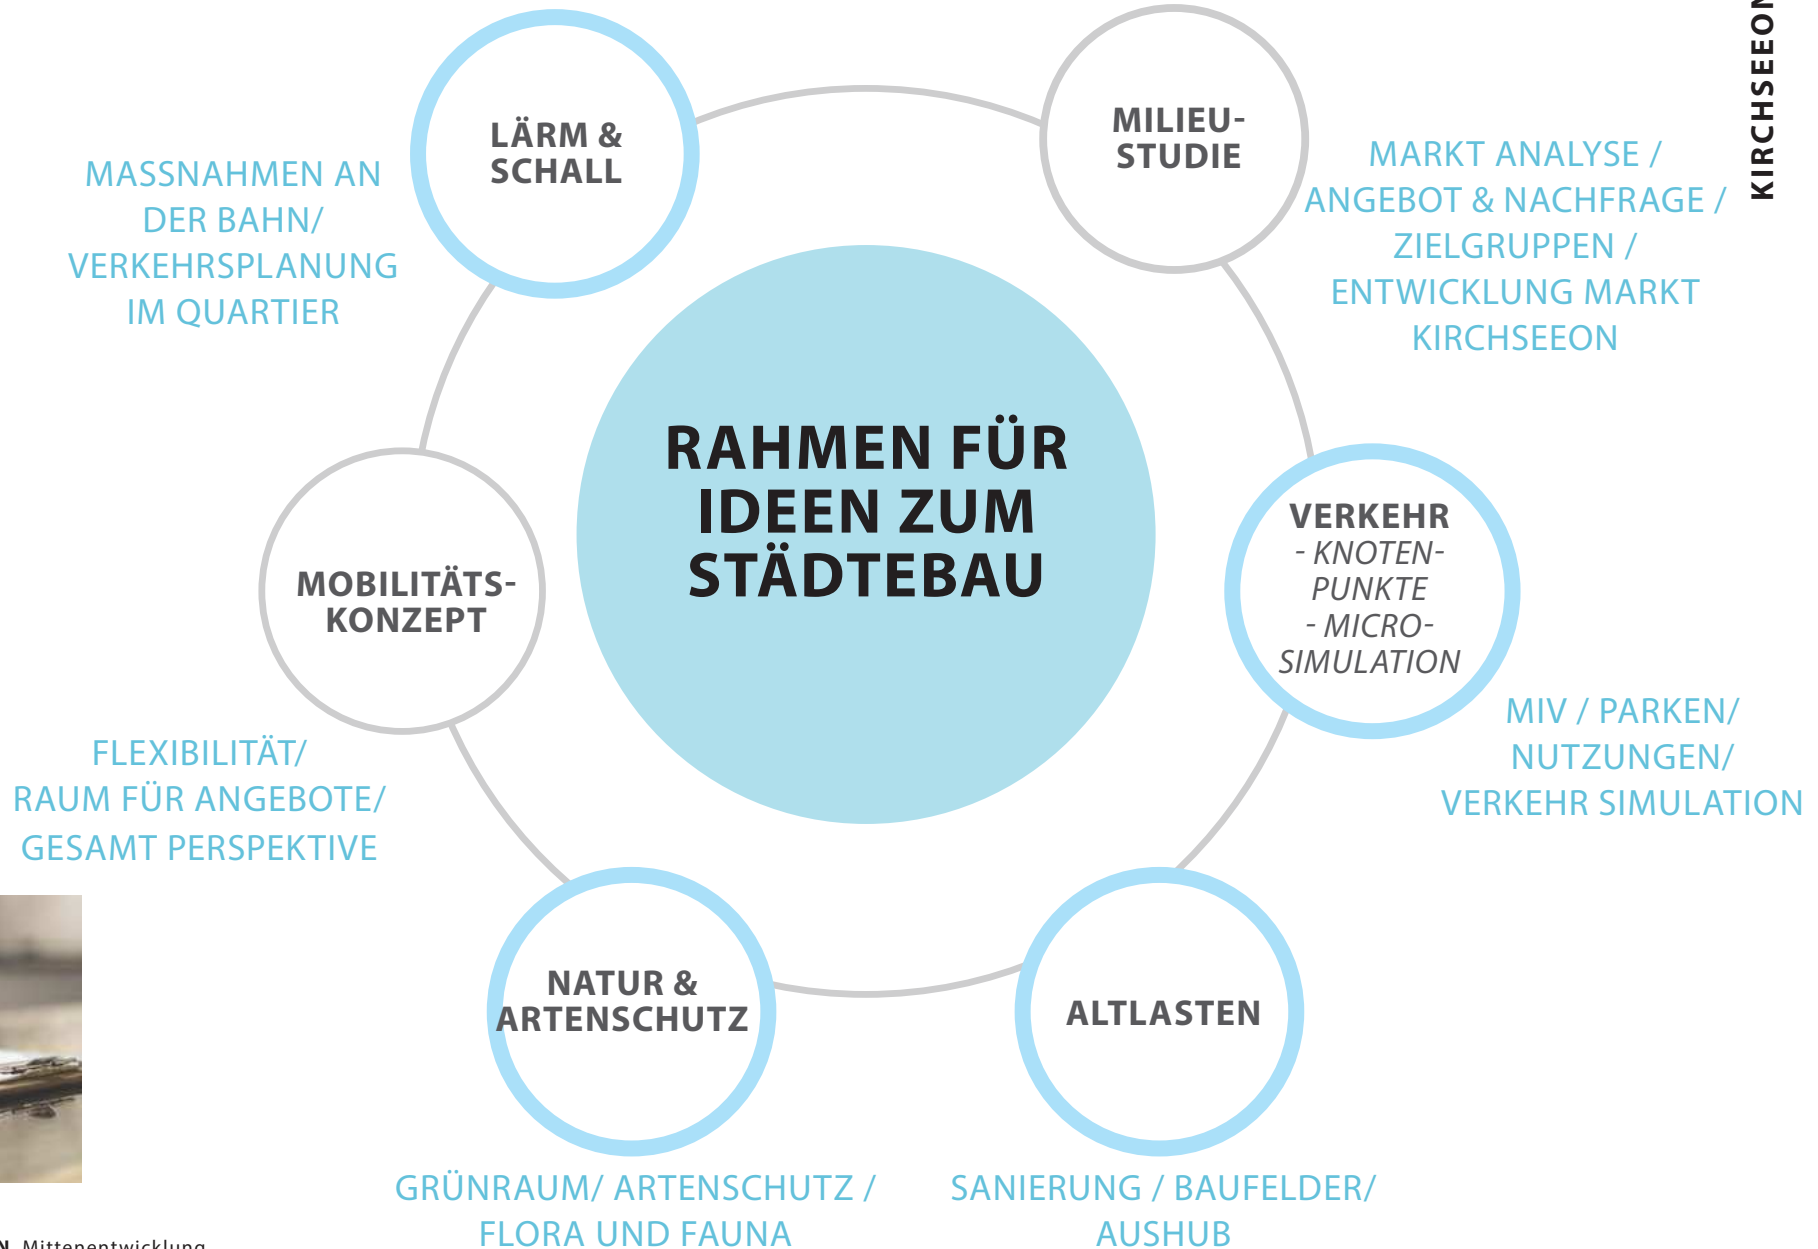 KIRCHSEEON
LÄRM &
SCHALL
MASSNAHMEN AN
DER BAHN/
VERKEHRSPLANUNG
IM QUARTIER
MILIEU-
STUDIE
MARKT ANALYSE /
ANGEBOT & NACHFRAGE /
ZIELGRUPPEN /
ENTWICKLUNG MARKT
KIRCHSEEON
RAHMEN FÜR
IDEEN ZUM
STÄDTEBAU
MOBILITÄTS-
KONZEPT
FLEXIBILITÄT/
RAUM FÜR ANGEBOTE/
GESAMT PERSPEKTIVE
VERKEHR
- KNOTEN-
PUNKTE
- MICRO-
SIMULATION
MIV / PARKEN/
NUTZUNGEN/
VERKEHR SIMULATION
NATUR &
ARTENSCHUTZ
GRÜNRAUM/ ARTENSCHUTZ /
FLORA UND FAUNA
ALTLASTEN
SANIERUNG / BAUFELDER/
AUSHUB
N Mittenentwicklung